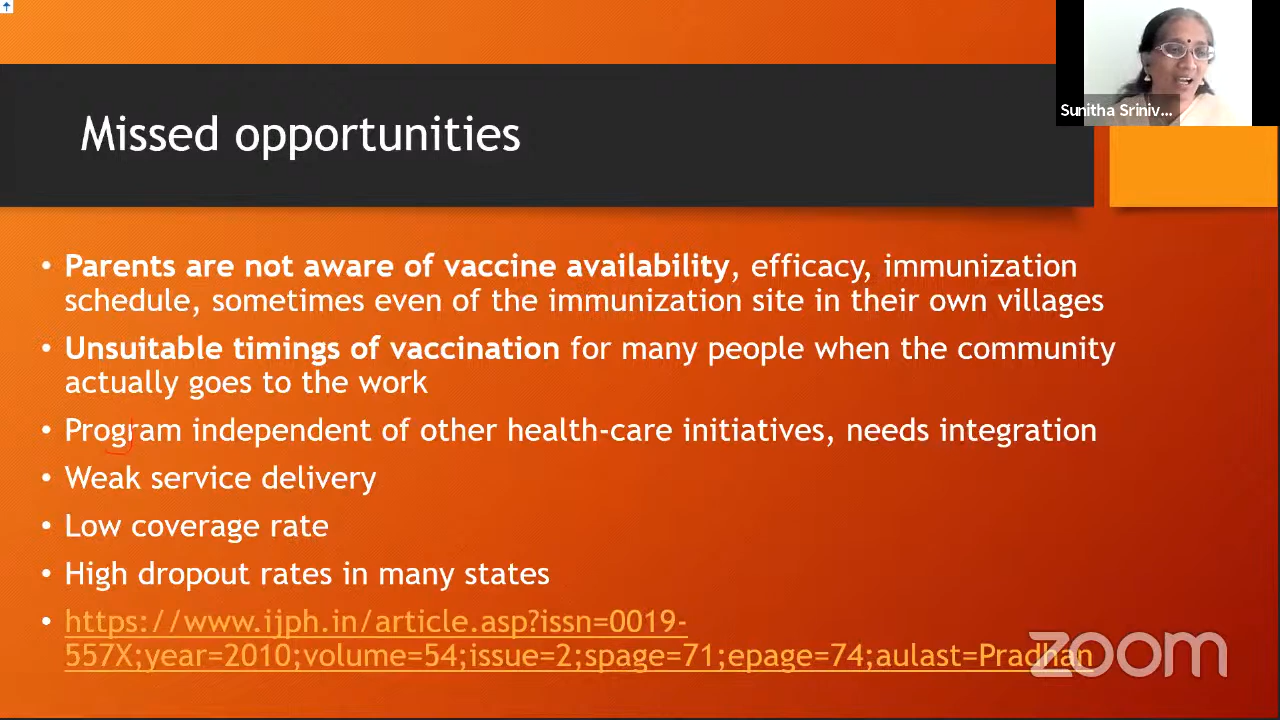 Sunitha Sriniv...
Missed opportunities
• Parents are not aware of vaccine availability, efficacy, immunization
schedule, sometimes even of the immunization site in their own villages
• Unsuitable timings of vaccination for many people when the community
actually goes to the work
• Program independent of other health-care initiatives, needs integration
• Weak service delivery
• Low coverage rate
• High dropout rates in many states
• https://www.ijph.in/article.asp?issn=0019-
557X;year=2010;volume=54;issue=2;spage=71;epage=74;aulast=Pradhan
zoom